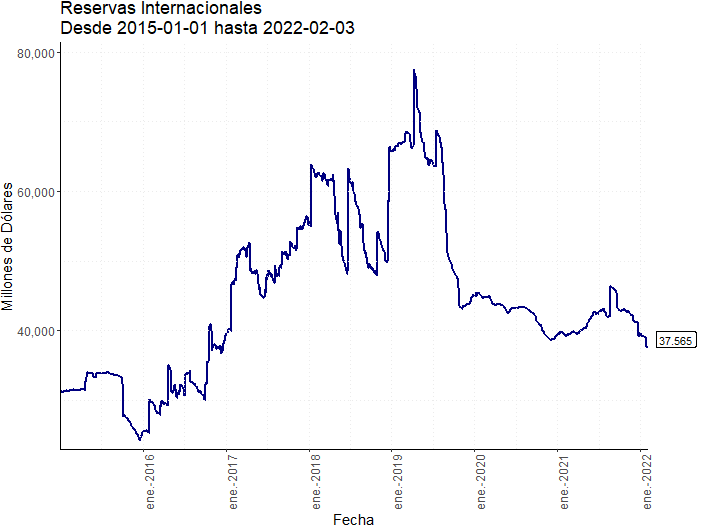 Reservas Internacionales
Desde 2015-01-01 hasta 2022-02-03
Millones de Dólares
80,000
60,000
40,000
37.565
ene.-2016
ene.-2017
ene.-2018
ene.-2019
ene.-2020
ene.-2021
ene.-2022
Fecha